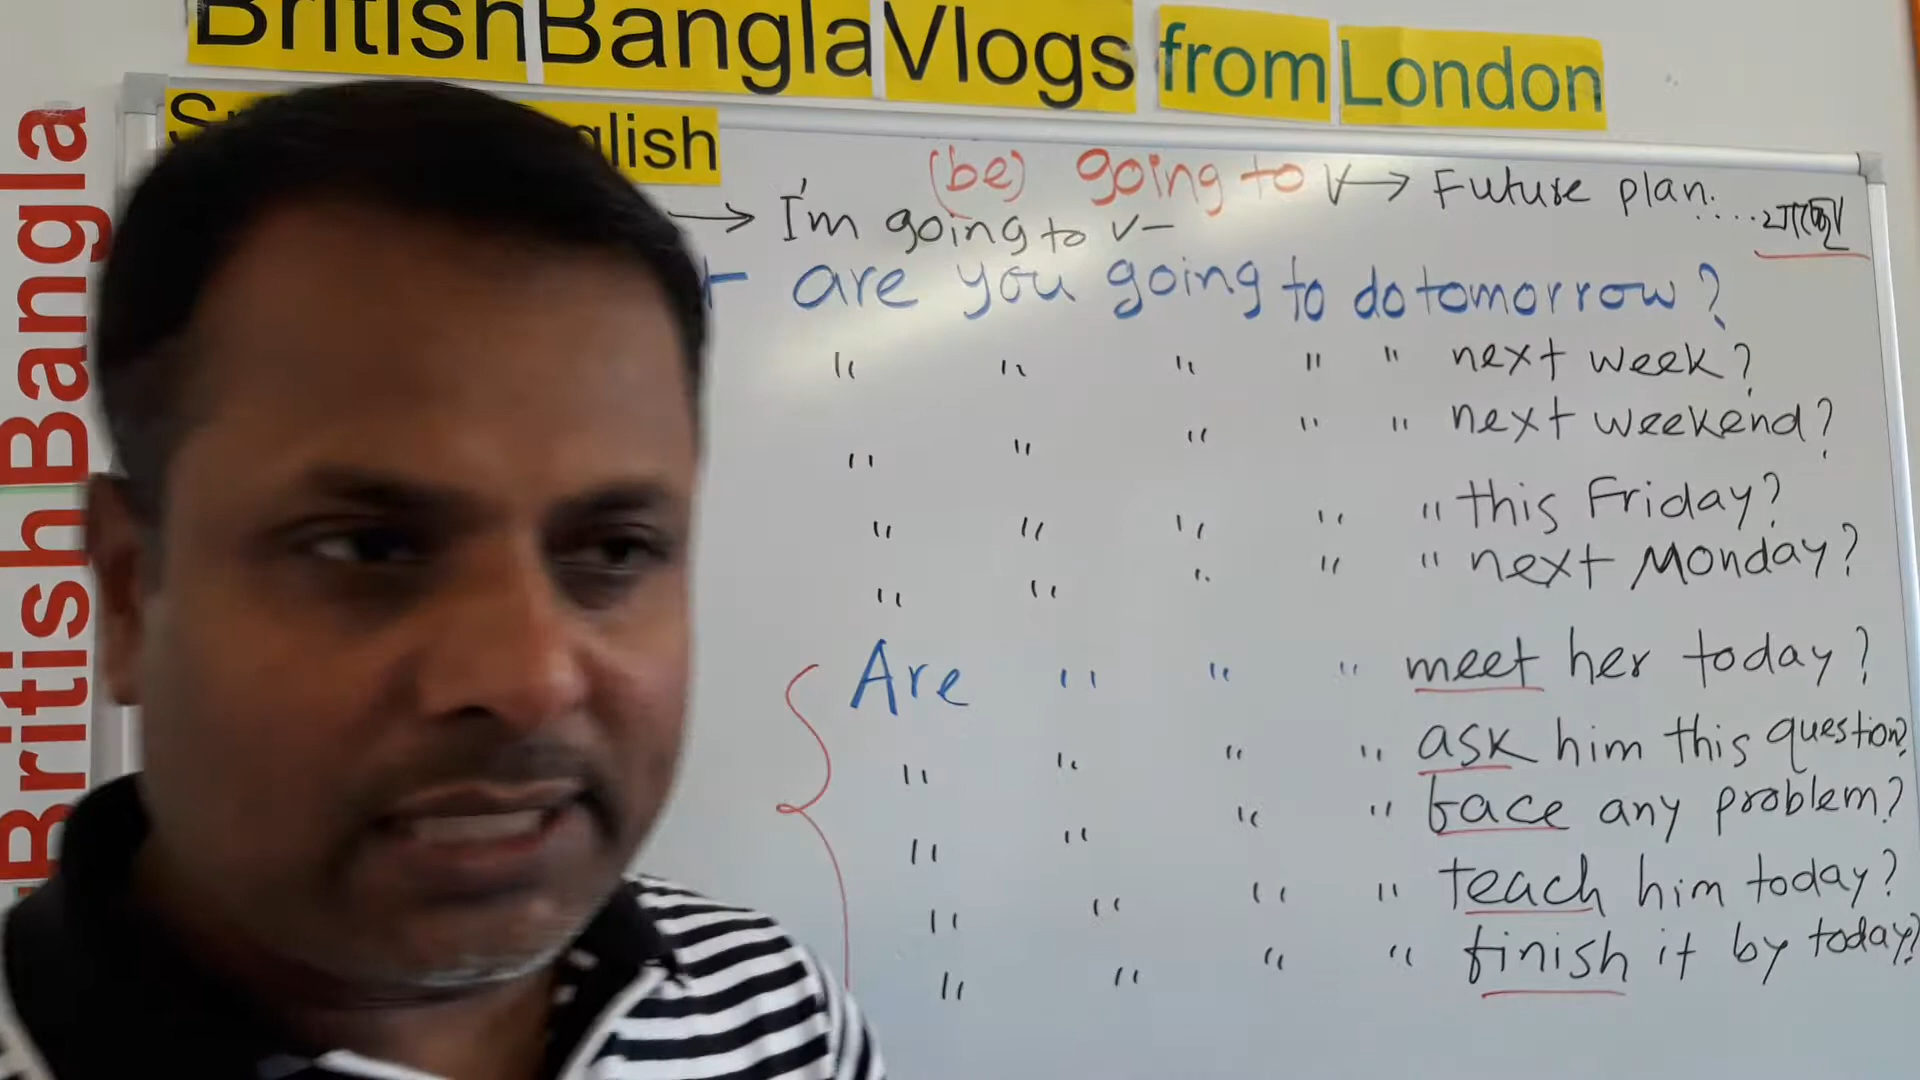 BritishBanglaVlogs from London
glish
(be) going to V → Future plan.....
→ I'm going to V-
are you going to do tomorrow?
" " " " " next week?
" " " " " next weekend?
" " " " " this Friday?
" " " " " next Monday?
Are " " " meet her today?
" " " " ask him this question?
" " " " face any problem?
" " " " teach him today?
" " " " finish it by today?
British Bangla